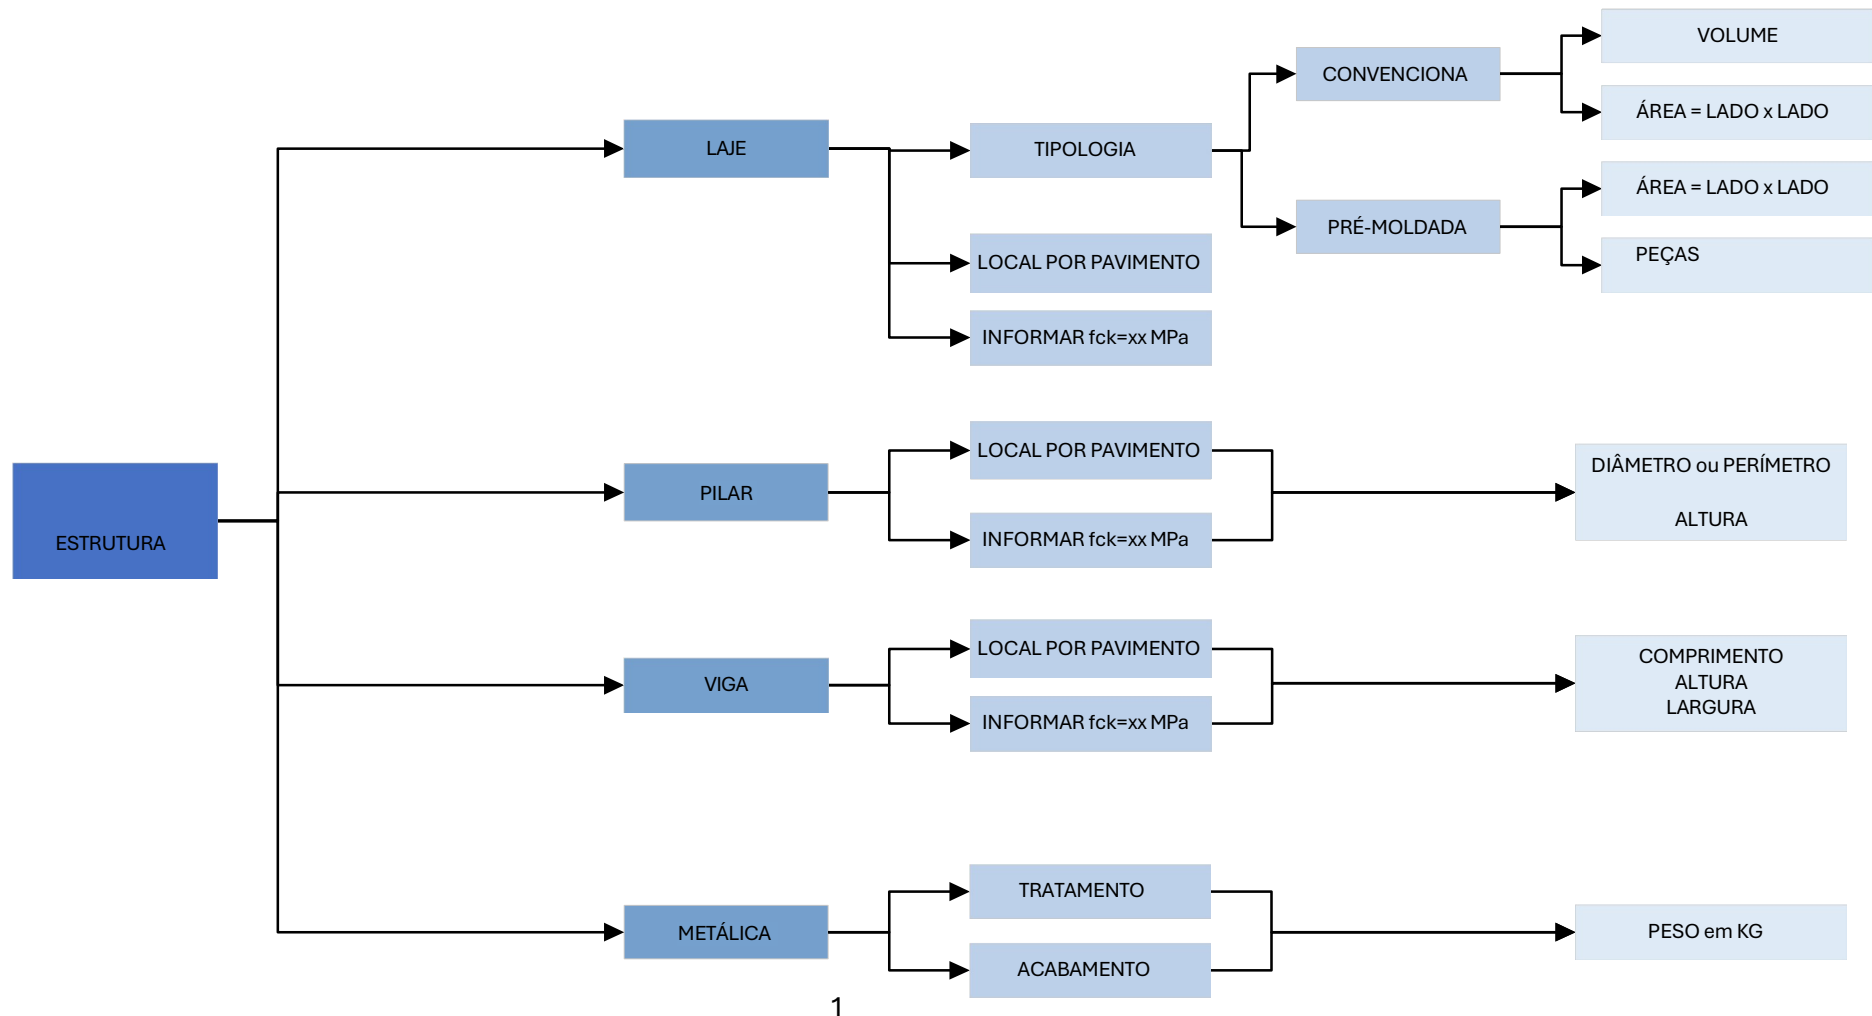 VOLUME
CONVENCIONA
ÁREA = LADO x LADO
LAJE
TIPOLOGIA
ÁREA = LADO x LADO
PRÉ-MOLDADA
PEÇAS
LOCAL POR PAVIMENTO
INFORMAR fck=xx MPa
ESTRUTURA
PILAR
LOCAL POR PAVIMENTO
INFORMAR fck=xx MPa
DIÂMETRO ou PERÍMETRO
ALTURA
VIGA
LOCAL POR PAVIMENTO
INFORMAR fck=xx MPa
COMPRIMENTO
ALTURA
LARGURA
METÁLICA
TRATAMENTO
ACABAMENTO
PESO em KG
1